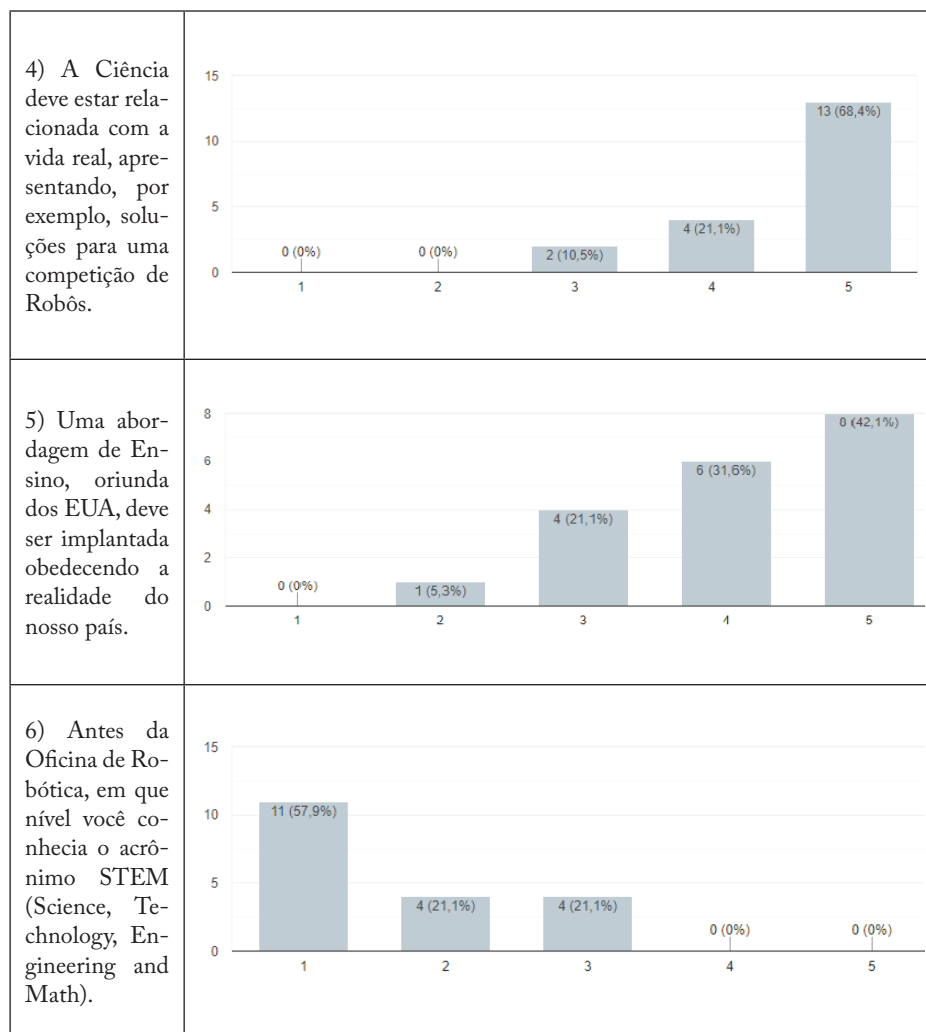 4) A Ciência
deve estar rela-
cionada com a
vida real, apre-
sentando, por
exemplo, solu-
ções para uma
competição de
Robôs.
15
10
5
0
0 (0%)
0 (0%)
2 (10,5%)
4 (21,1%)
13 (68,4%)
1
2
3
4
5
5) Uma abor-
dagem de En-
sino, oriunda
dos EUA, deve
ser implantada
obedecendo a
realidade do
nosso país.
8
6
4
2
0
0 (0%)
1 (5,3%)
4 (21,1%)
6 (31,6%)
8 (42,1%)
1
2
3
4
5
6) Antes da
Oficina de Ro-
bótica, em que
nível você co-
nhecia o acrô-
nimo STEM
(Science, Te-
chnology, En-
gineering and
Math).
15
10
5
0
11 (57,9%)
4 (21,1%)
4 (21,1%)
0 (0%)
0 (0%)
1
2
3
4
5